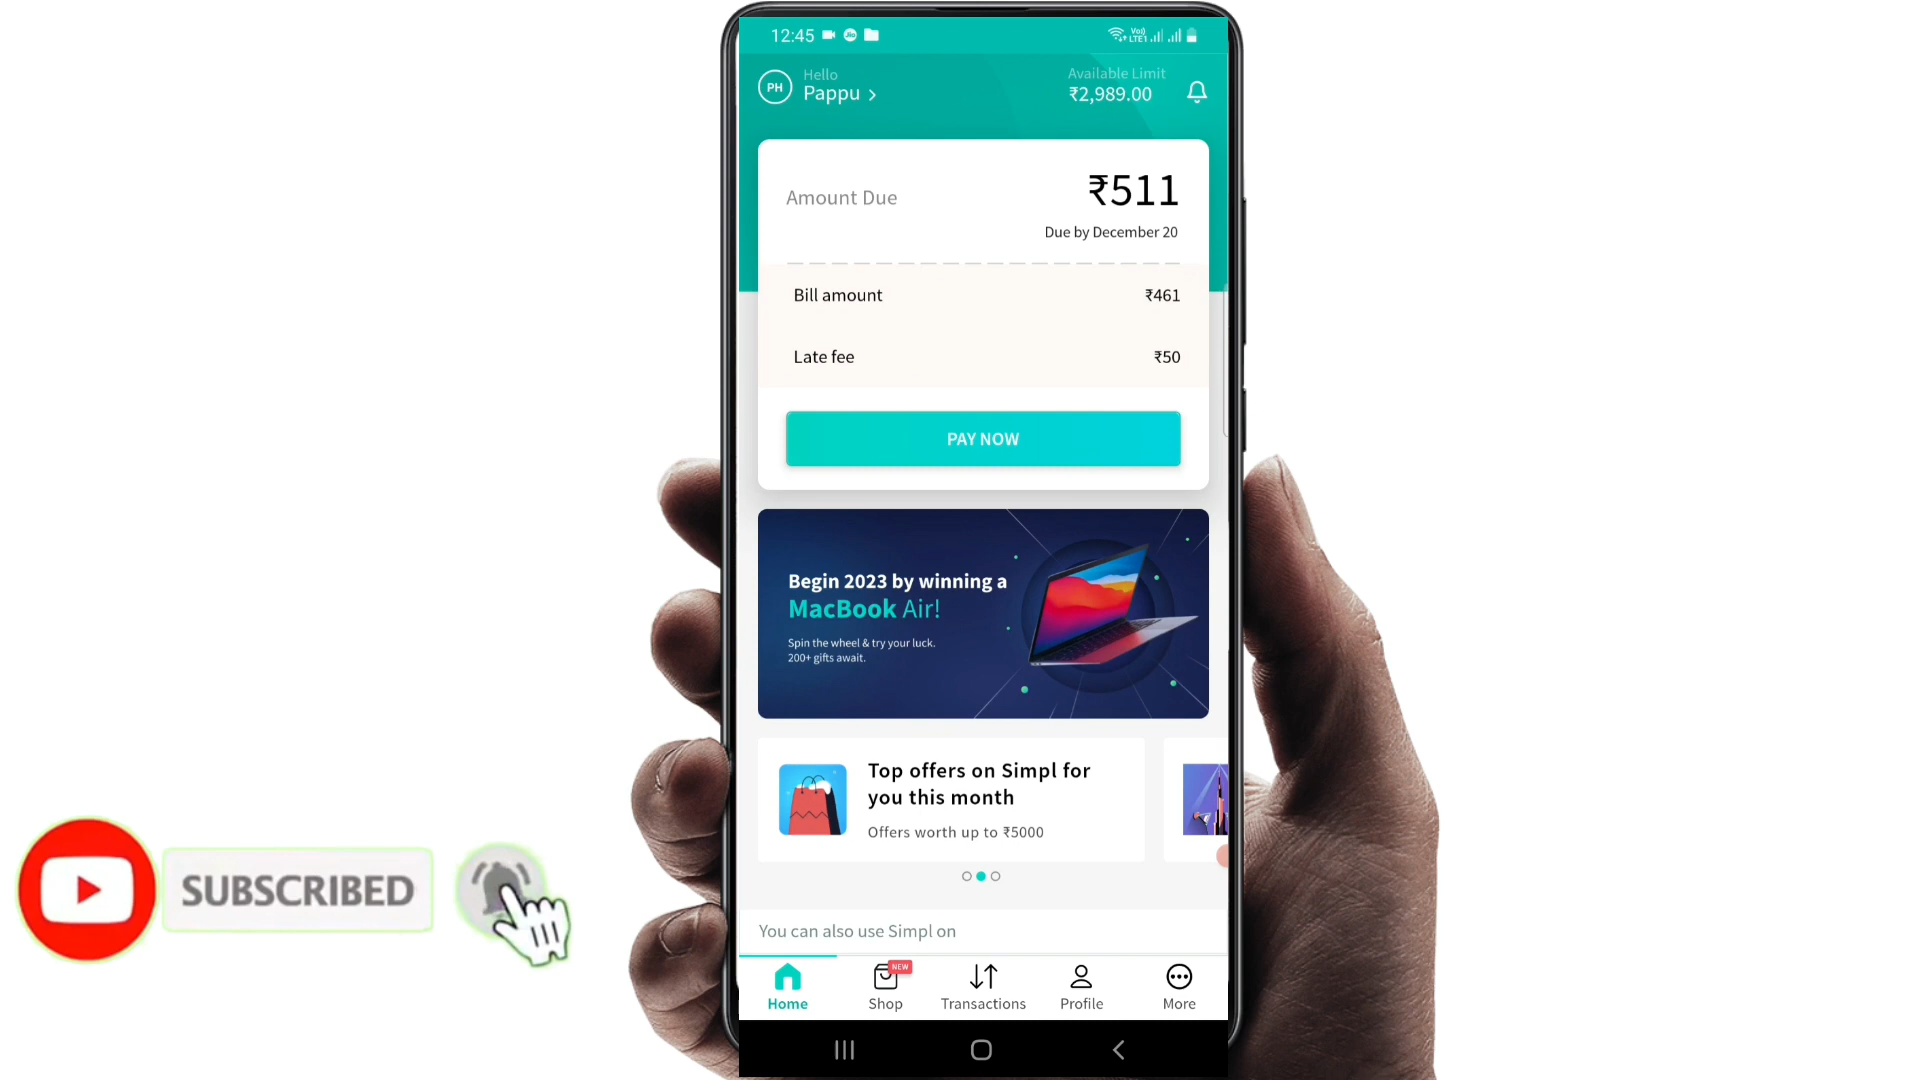 12:45
Jio
Vo)
LTE1
PH
Hello
Pappu
Available Limit
₹2,989.00
Amount Due
₹511
Due by December 20
Bill amount
₹461
Late fee
₹50
PAY NOW
Begin 2023 by winning a
MacBook Air!
Spin the wheel & try your luck.
200+ gifts await.
Top offers on Simpl for
you this month
Offers worth up to ₹5000
You can also use Simpl on
NEW
Home
Shop
Transactions
Profile
More
SUBSCRIBED